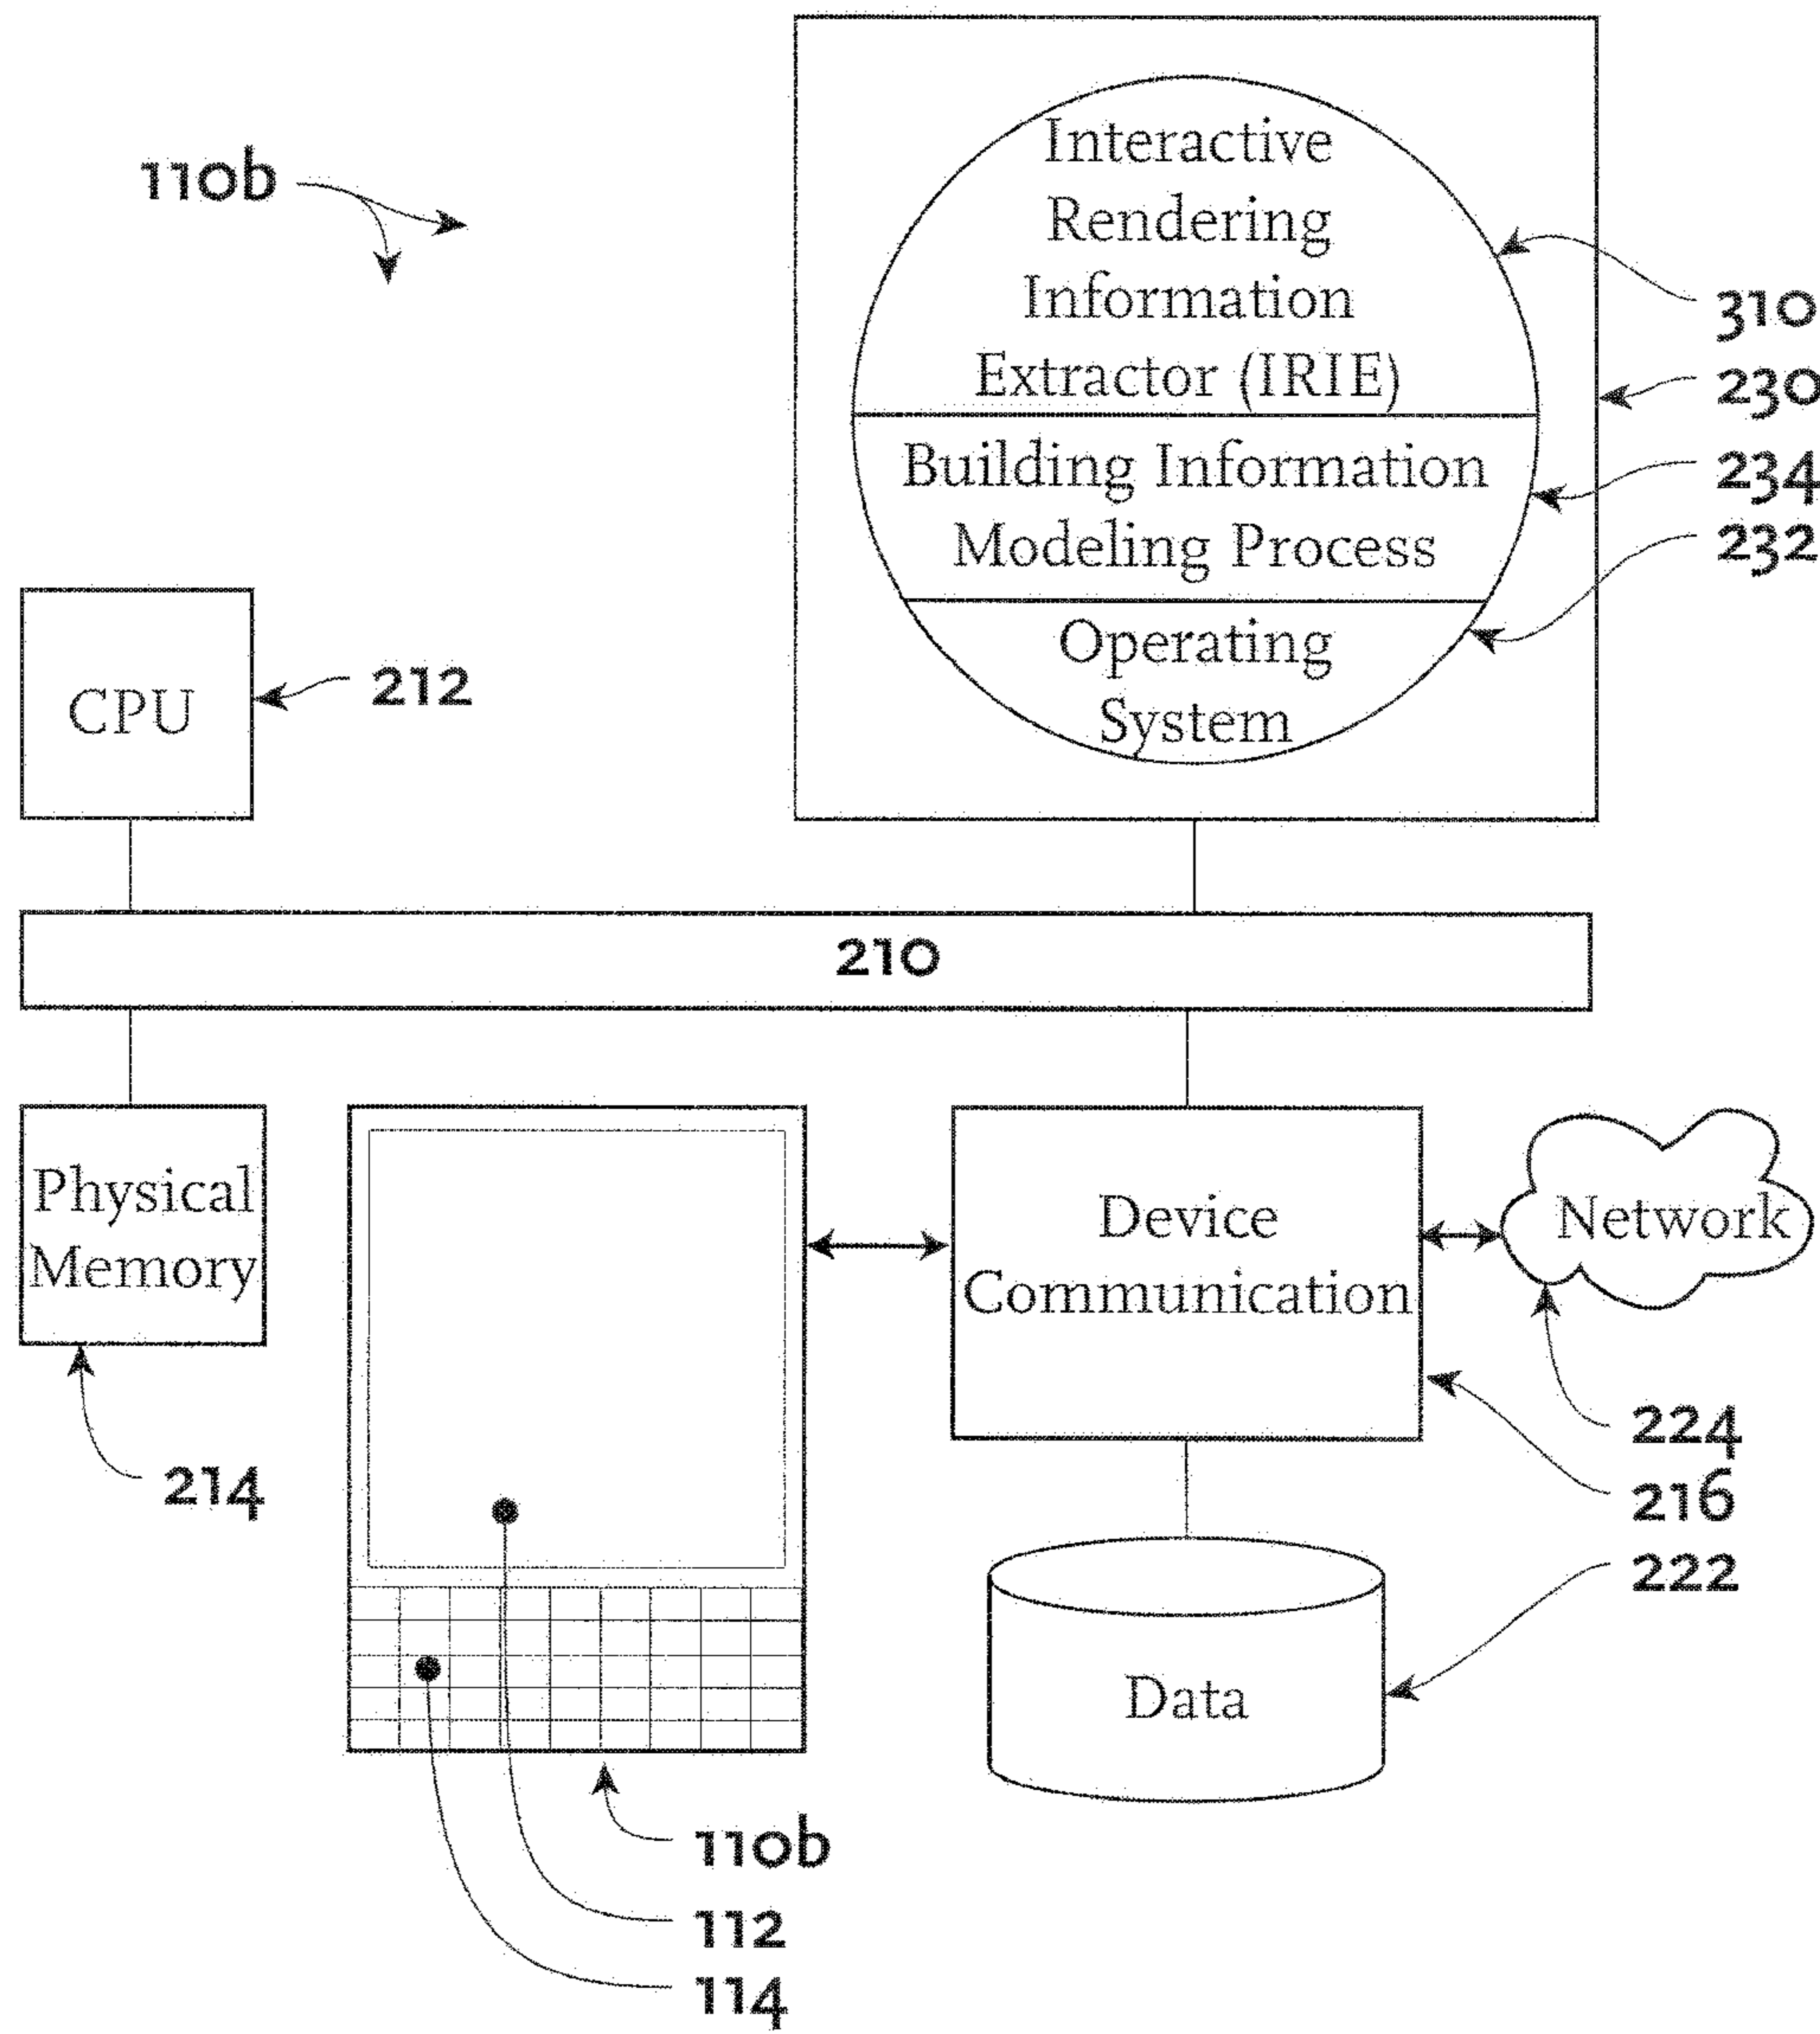 110b
Interactive
Rendering
Information
Extractor (IRIE)
Building Information
Modeling Process
Operating
System
310
230
234
232
CPU
212
210
Physical
Memory
214
Device
Communication
Network
224
216
222
Data
110b
112
114